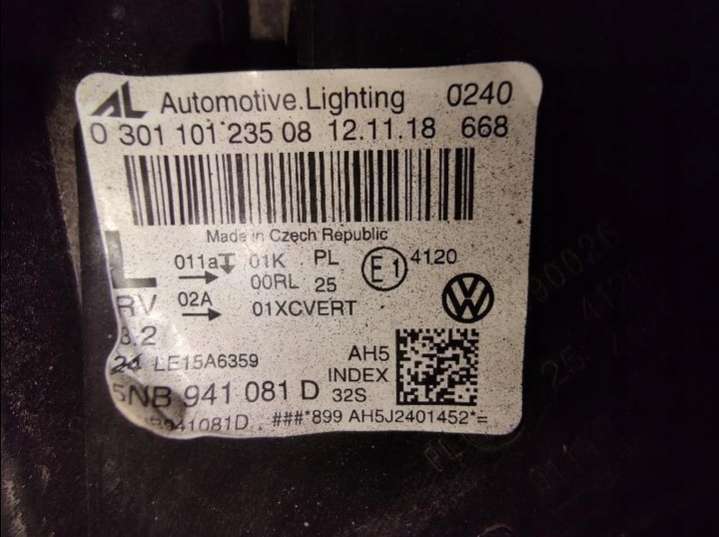 AL Automotive.Lighting 0240
0 301 101 235 08 12.11.18 668
Made in Czech Republic
L 011a 01K PL E1 4120
00RL 25
RV 02A 01XCVERT
8.2
24 LE15A6359 AH5
INDEX
5NB 941 081 D 32S
B941081D ###*899 AH5J2401452*=